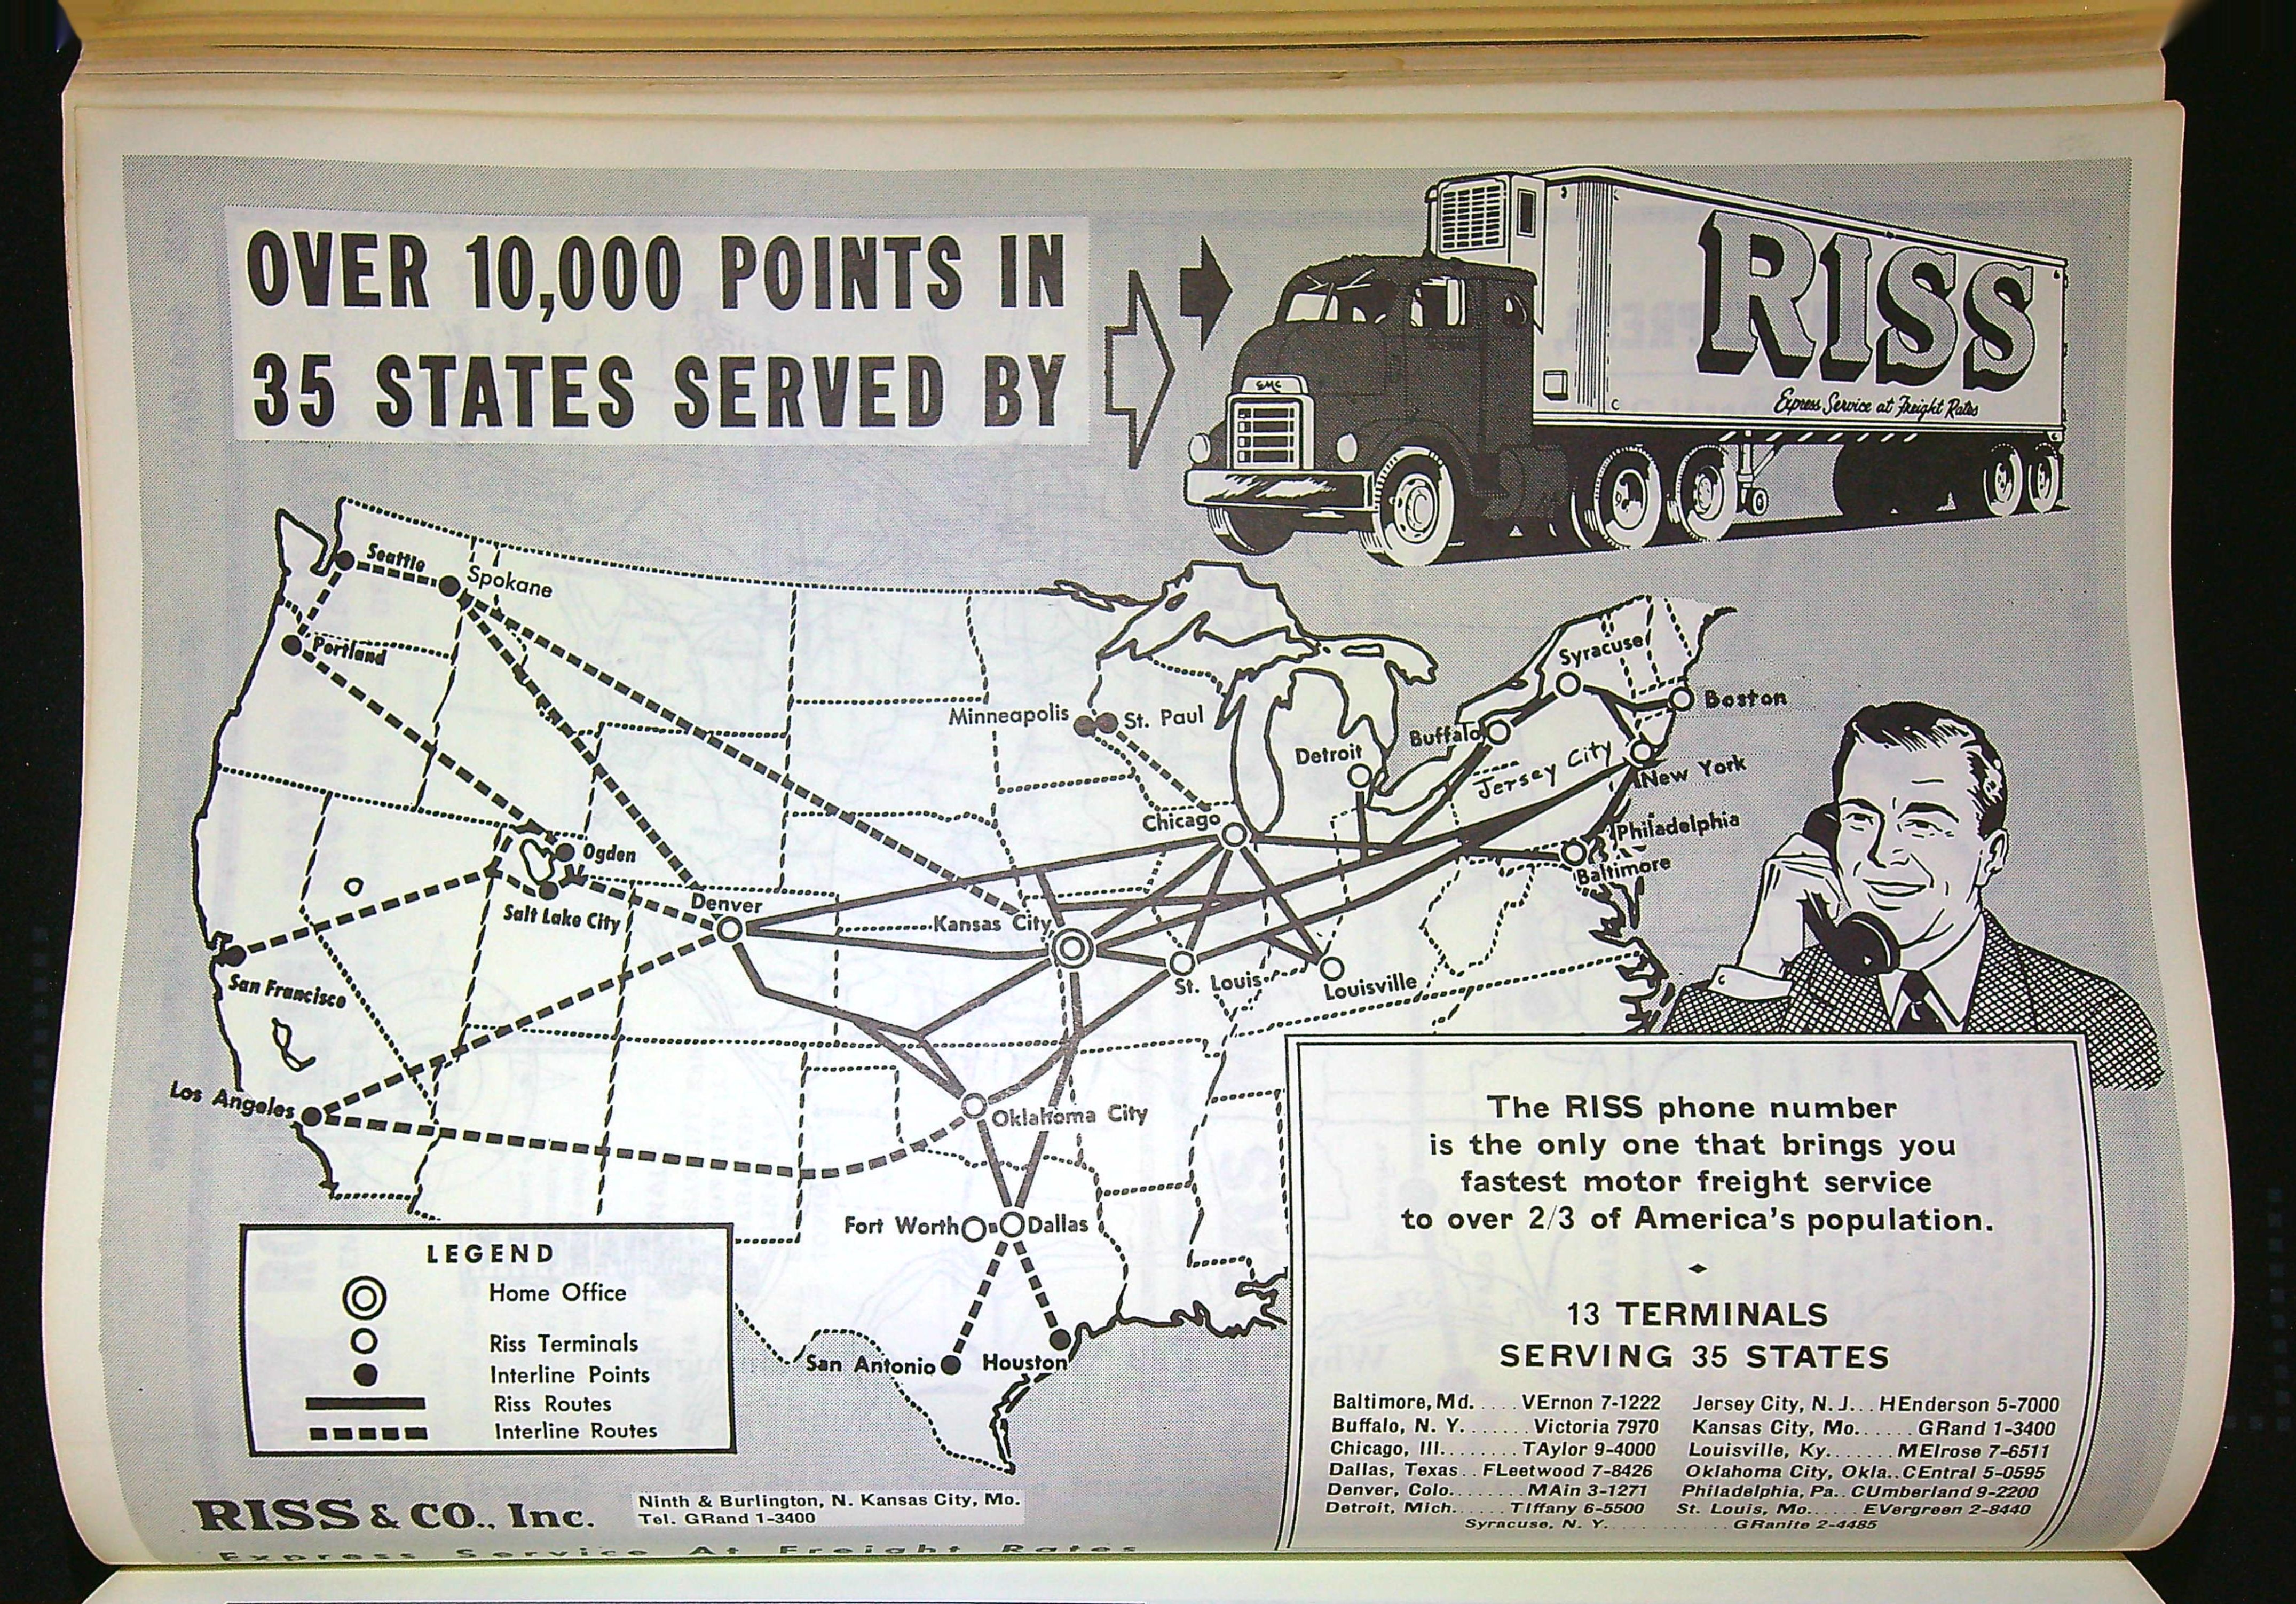 OVER 10,000 POINTS IN
35 STATES SERVED BY
RISS
Express Service at Freight Rates
GMC
Seattle
Spokane
Portland
Minneapolis
St. Paul
Syracuse
Boston
Buffalo
Detroit
Jersey City
New York
Chicago
Philadelphia
Baltimore
Ogden
Salt Lake City
Denver
Kansas City
St. Louis
Louisville
San Francisco
Los Angeles
Oklahoma City
Fort Worth
Dallas
San Antonio
Houston
LEGEND
Home Office
Riss Terminals
Interline Points
Riss Routes
Interline Routes
The RISS phone number
is the only one that brings you
fastest motor freight service
to over 2/3 of America's population.
13 TERMINALS
SERVING 35 STATES
Baltimore, Md..... VErnon 7-1222
Buffalo, N. Y....... Victoria 7970
Chicago, Ill........ TAylor 9-4000
Dallas, Texas.. FLeetwood 7-8426
Denver, Colo........ MAin 3-1271
Detroit, Mich...... TIffany 6-5500
Jersey City, N. J... HEnderson 5-7000
Kansas City, Mo...... GRand 1-3400
Louisville, Ky....... MElrose 7-6511
Oklahoma City, Okla.. CEntral 5-0595
Philadelphia, Pa.. CUmberland 9-2200
St. Louis, Mo...... EVergreen 2-8440
Syracuse, N. Y............ GRanite 2-4485
RISS & CO., Inc.
Ninth & Burlington, N. Kansas City, Mo.
Tel. GRand 1-3400
Express Service At Freight Rates